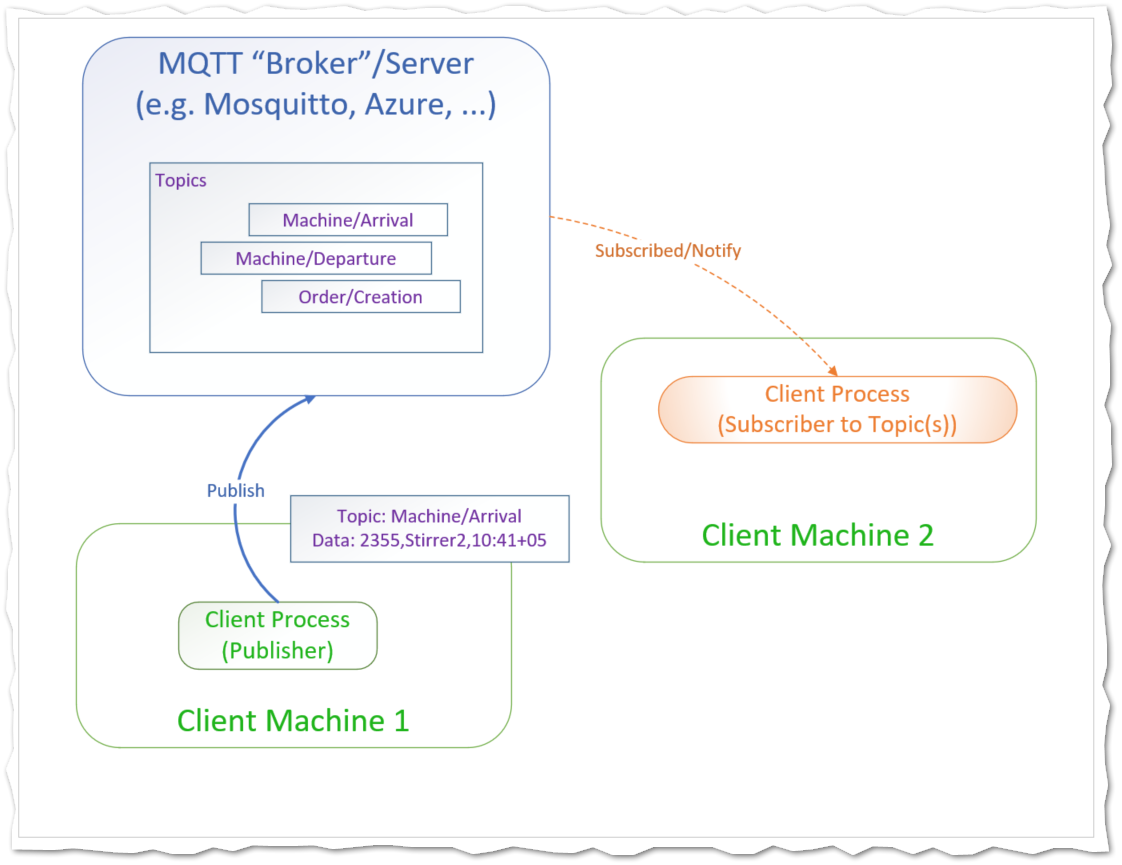 MQTT “Broker”/Server
(e.g. Mosquitto, Azure, ...)
Topics
Machine/Arrival
Machine/Departure
Order/Creation
Subscribed/Notify
Client Process
(Subscriber to Topic(s))
Client Machine 2
Publish
Topic: Machine/Arrival
Data: 2355,Stirrer2,10:41+05
Client Process
(Publisher)
Client Machine 1